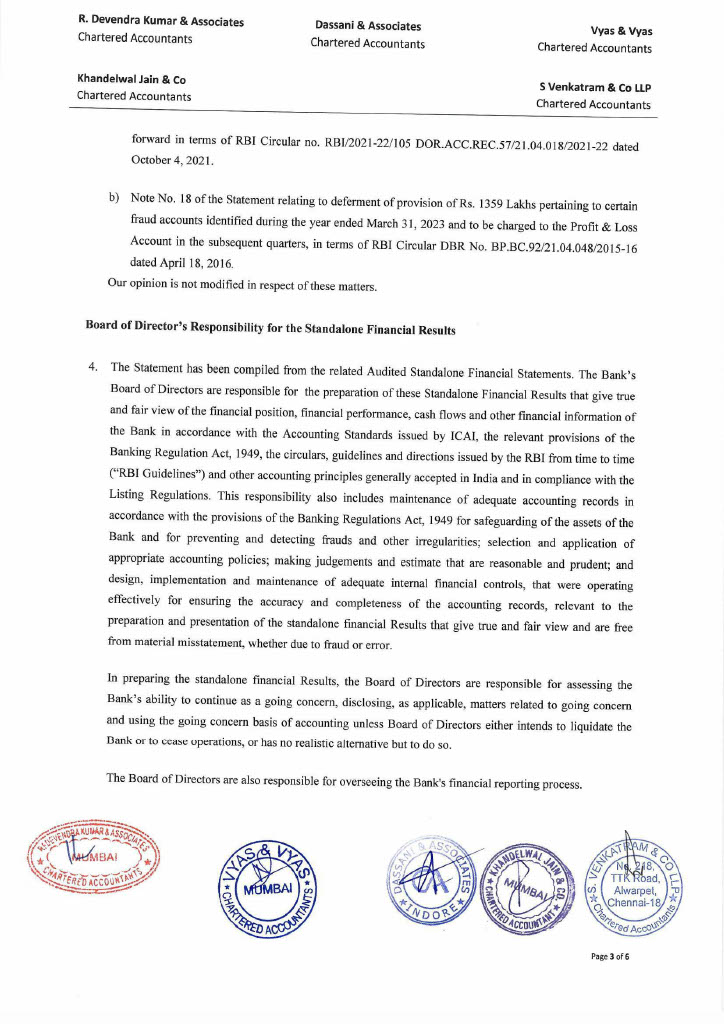 R. Devendra Kumar & Associates
Chartered Accountants
Dassani & Associates
Chartered Accountants
Vyas & Vyas
Chartered Accountants
Khandelwal Jain & Co
Chartered Accountants
S Venkatram & Co LLP
Chartered Accountants
forward in terms of RBI Circular no. RBI/2021-22/105 DOR.ACC.REC.57/21.04.018/2021-22 dated
October 4, 2021.
b) Note No. 18 of the Statement relating to deferment of provision of Rs. 1359 Lakhs pertaining to certain
fraud accounts identified during the year ended March 31, 2023 and to be charged to the Profit & Loss
Account in the subsequent quarters, in terms of RBI Circular DBR No. BP.BC.92/21.04.048/2015-16
dated April 18, 2016.
Our opinion is not modified in respect of these matters.
Board of Director's Responsibility for the Standalone Financial Results
4. The Statement has been compiled from the related Audited Standalone Financial Statements. The Bank's
Board of Directors are responsible for the preparation of these Standalone Financial Results that give true
and fair view of the financial position, financial performance, cash flows and other financial information of
the Bank in accordance with the Accounting Standards issued by ICAI, the relevant provisions of the
Banking Regulation Act, 1949, the circulars, guidelines and directions issued by the RBI from time to time
("RBI Guidelines") and other accounting principles generally accepted in India and in compliance with the
Listing Regulations. This responsibility also includes maintenance of adequate accounting records in
accordance with the provisions of the Banking Regulations Act, 1949 for safeguarding of the assets of the
Bank and for preventing and detecting frauds and other irregularities; selection and application of
appropriate accounting policies; making judgements and estimate that are reasonable and prudent; and
design, implementation and maintenance of adequate internal financial controls, that were operating
effectively for ensuring the accuracy and completeness of the accounting records, relevant to the
preparation and presentation of the standalone financial Results that give true and fair view and are free
from material misstatement, whether due to fraud or error.
In preparing the standalone financial Results, the Board of Directors are responsible for assessing the
Bank's ability to continue as a going concern, disclosing, as applicable, matters related to going concern
and using the going concern basis of accounting unless Board of Directors either intends to liquidate the
Bank or to cease operations, or has no realistic alternative but to do so.
The Board of Directors are also responsible for overseeing the Bank's financial reporting process.
R.DEVENDRA KUMAR & ASSOCIATES
MUMBAI
CHARTERED ACCOUNTANTS
VYAS & VYAS
MUMBAI
CHARTERED ACCOUNTANTS
DASSANI & ASSOCIATES
CA
INDORE
KHANDELWAL JAIN & CO.
MUMBAI
CHARTERED ACCOUNTANTS
S. VENKATRAM & CO LLP
No. 218,
TTK Road,
Alwarpet,
Chennai-18
Chartered Accountants
Page 3 of 6